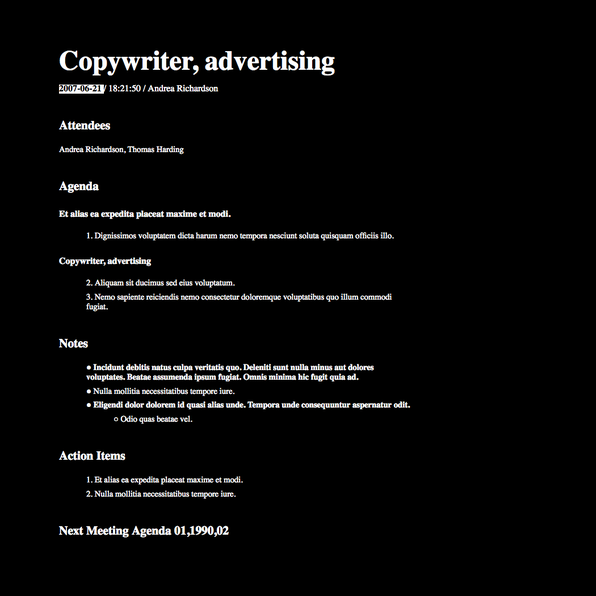 Copywriter, advertising
2007-06-21 / 18:21:50 / Andrea Richardson
Attendees
Andrea Richardson, Thomas Harding
Agenda
Et alias ea expedita placeat maxime et modi.
1. Dignissimos voluptatem dicta harum nemo tempora nesciunt soluta quisquam officiis illo.
Copywriter, advertising
2. Aliquam sit ducimus sed eius voluptatum.
3. Nemo sapiente reiciendis nemo consectetur doloremque voluptatibus quo illum commodi
fugiat.
Notes
● Incidunt debitis natus culpa veritatis quo. Deleniti sunt nulla minus aut dolores
voluptates. Beatae assumenda ipsum fugiat. Omnis minima hic fugit quia ad.
● Nulla mollitia necessitatibus tempore iure.
● Eligendi dolor dolorem id quasi alias unde. Tempora unde consequuntur aspernatur odit.
○ Odio quas beatae vel.
Action Items
1. Et alias ea expedita placeat maxime et modi.
2. Nulla mollitia necessitatibus tempore iure.
Next Meeting Agenda 01,1990,02